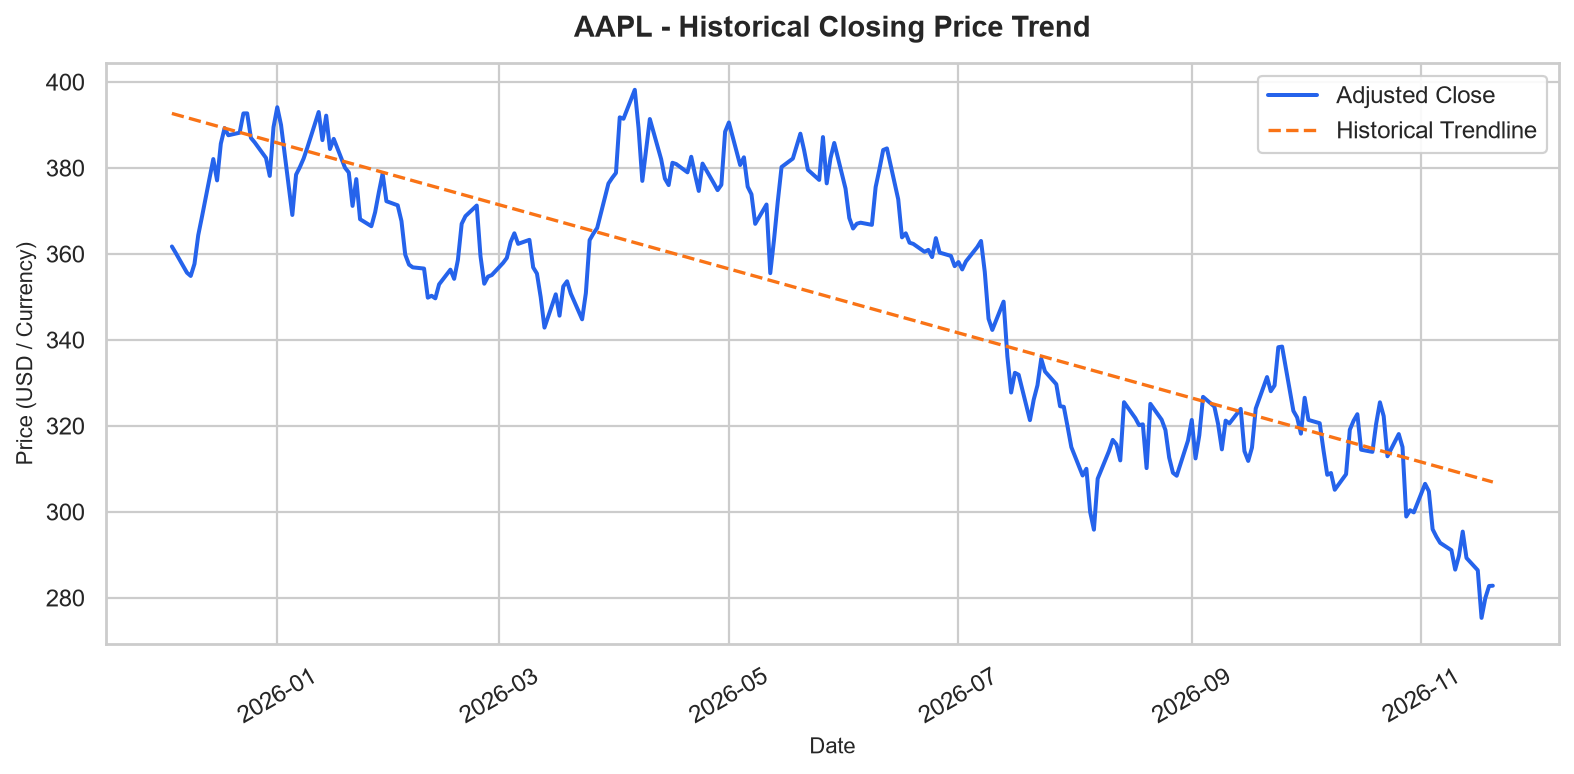 AAPL - Historical Closing Price Trend
Adjusted Close
Historical Trendline
Price (USD / Currency)
400
380
360
340
320
300
280
2026-01
2026-03
2026-05
2026-07
2026-09
2026-11
Date